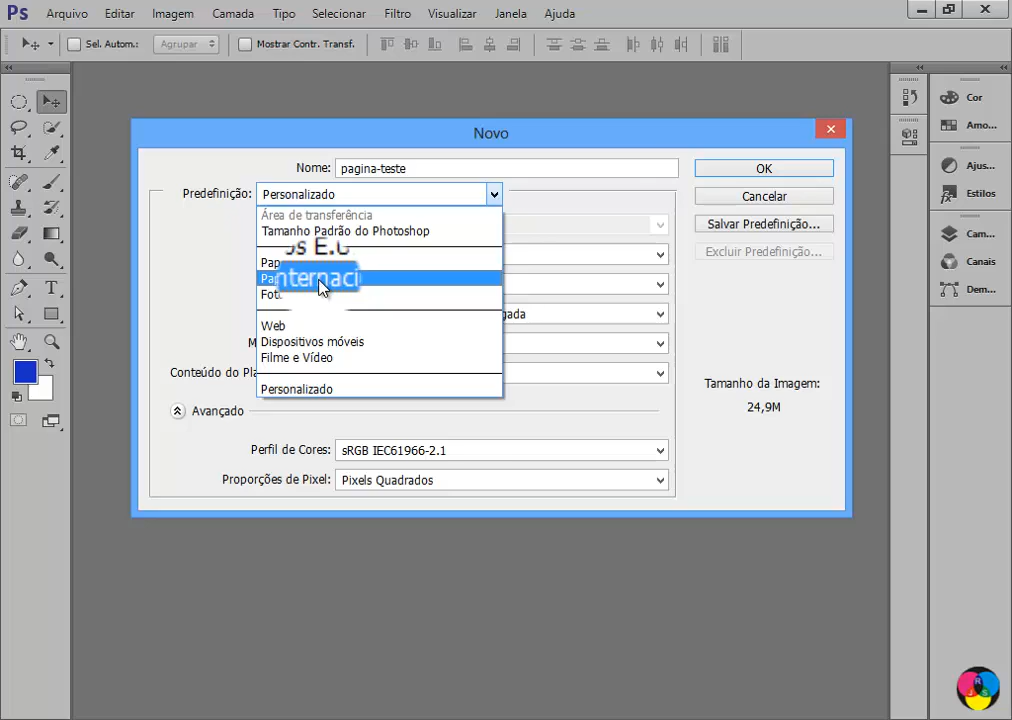 Ps Arquivo Editar Imagem Camada Tipo Selecionar Filtro Visualizar Janela Ajuda
Sel. Autom.: Agrupar Mostrar Contr. Transf.
Novo
Nome: pagina-teste
OK
Predefinição: Personalizado
Cancelar
Área de transferência
Tamanho Padrão do Photoshop
Salvar Predefinição...
Excluir Predefinição...
Web
Dispositivos móveis
Filme e Vídeo
Personalizado
Conteúdo do
Avançado
Perfil de Cores: sRGB IEC61966-2.1
Proporções de Pixel: Pixels Quadrados
Tamanho da Imagem:
24,9M
Cor
Amo...
Ajus...
Estilos
Cam...
Canais
Dem...
T